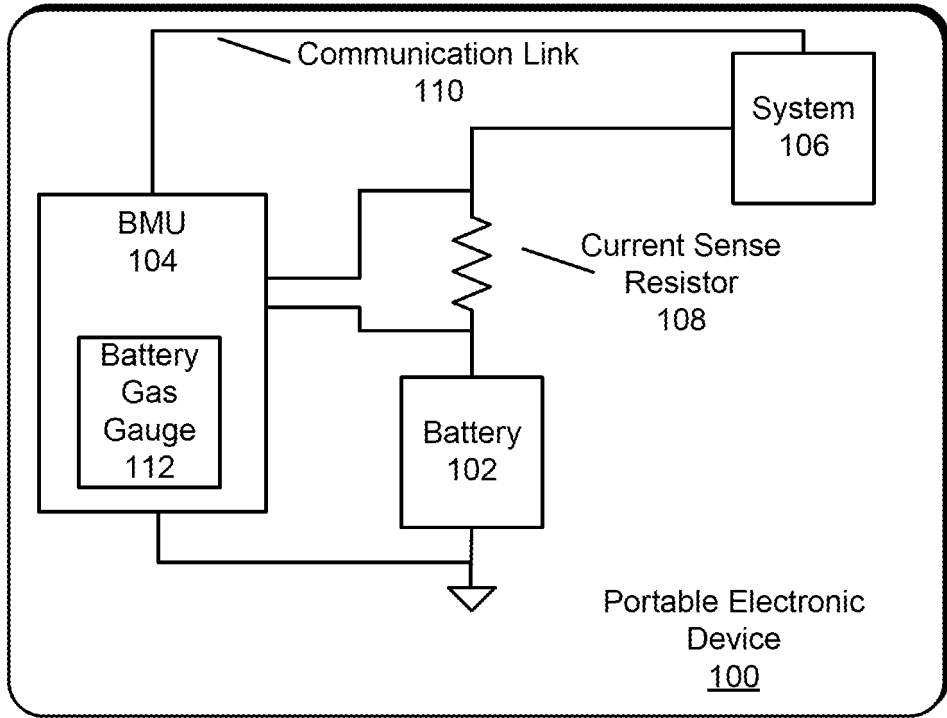 Communication Link
110
System
106
BMU
104
Current Sense
Resistor
108
Battery
Gas
Gauge
112
Battery
102
Portable Electronic
Device
100